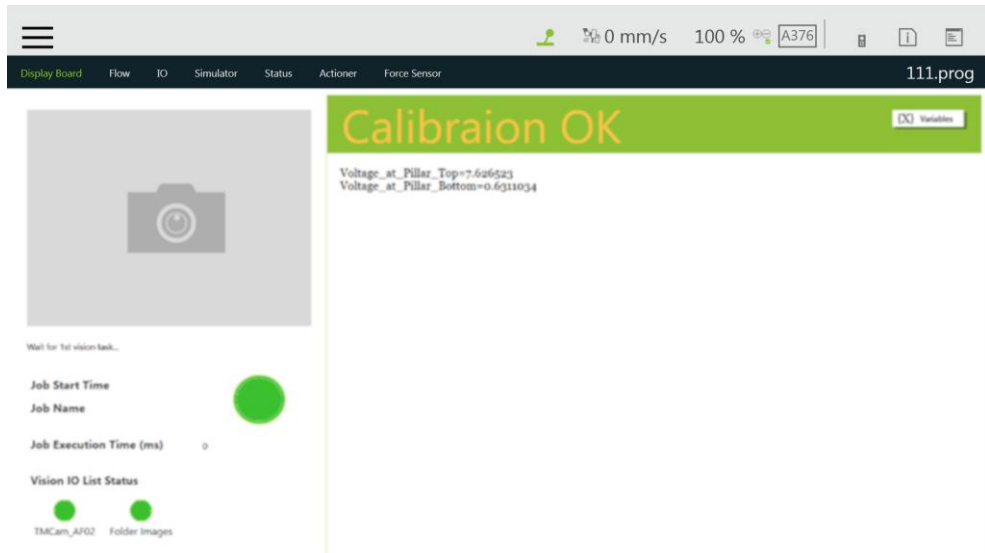 0 mm/s 100 % A376
Display Board Flow IO Simulator Status Actioner Force Sensor 111.prog
Calibraion OK
(X) Variables
Voltage_at_Pillar_Top=7.626523
Voltage_at_Pillar_Bottom=0.6311034
Wait for 1st vision task...
Job Start Time
Job Name
Job Execution Time (ms) 0
Vision IO List Status
TMCam_AF02 Folder Images